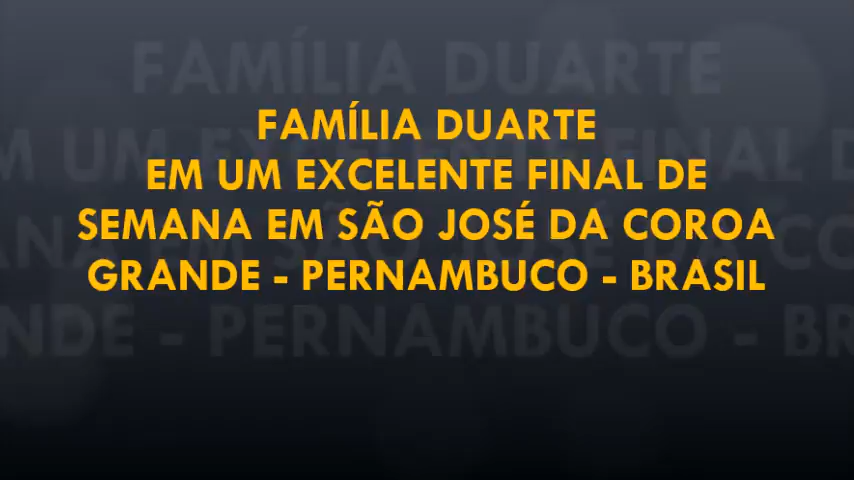 FAMÍLIA DUARTE
EM UM EXCELENTE FINAL DE
SEMANA EM SÃO JOSÉ DA COROA
GRANDE - PERNAMBUCO - BRASIL